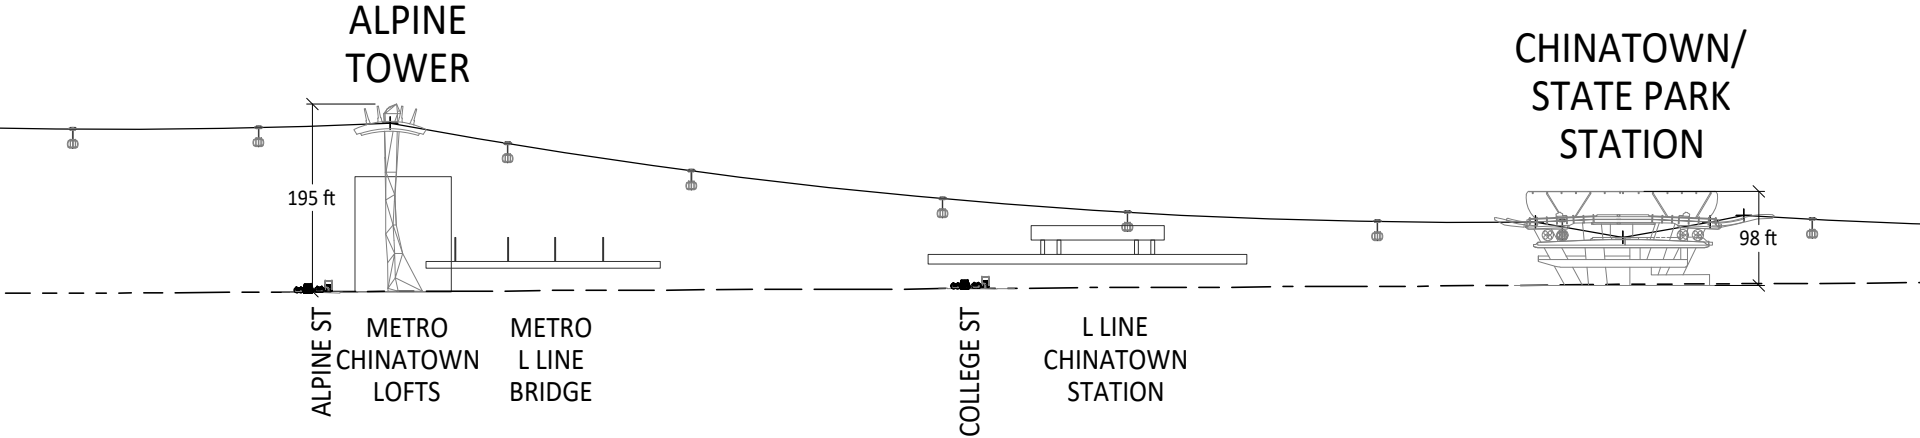 ALPINE
TOWER
CHINATOWN/
STATE PARK
STATION
195 ft
98 ft
ALPINE ST
METRO
CHINATOWN
LOFTS
METRO
L LINE
BRIDGE
COLLEGE ST
L LINE
CHINATOWN
STATION